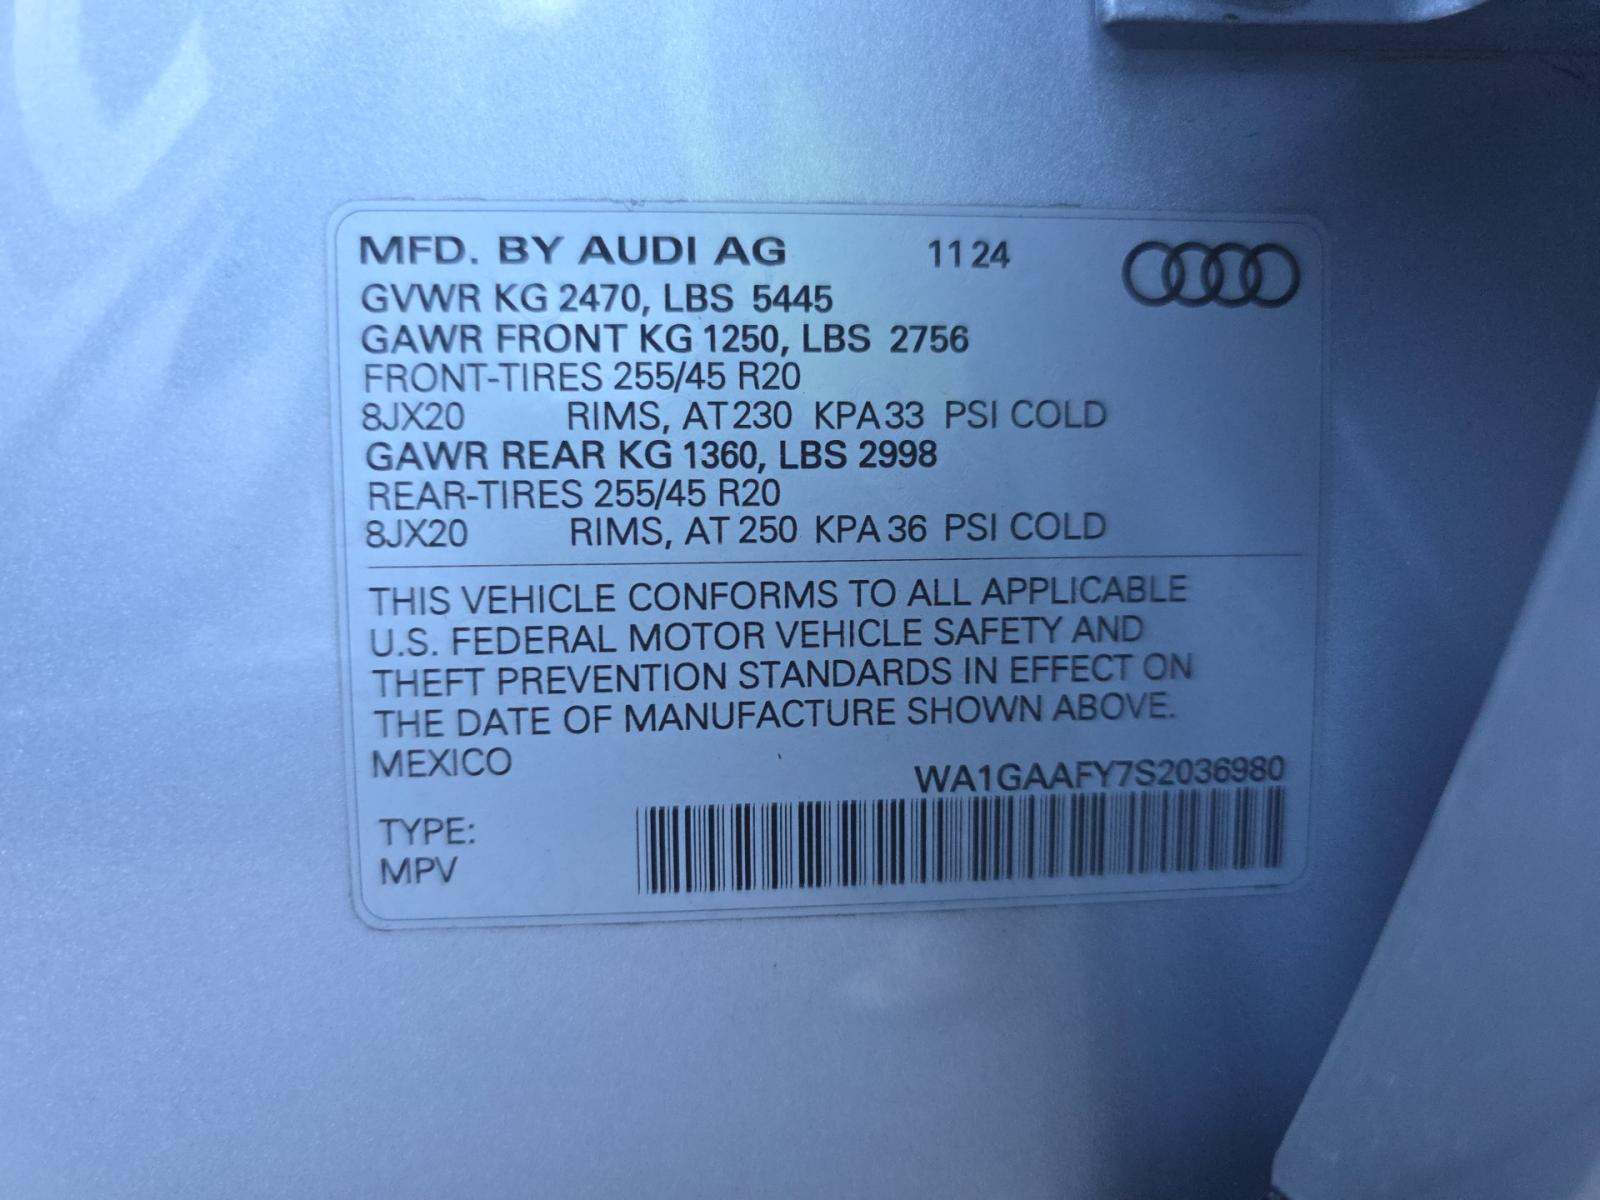 MFD. BY AUDI AG 11 24
GVWR KG 2470, LBS 5445
GAWR FRONT KG 1250, LBS 2756
FRONT-TIRES 255/45 R20
8JX20 RIMS, AT 230 KPA 33 PSI COLD
GAWR REAR KG 1360, LBS 2998
REAR-TIRES 255/45 R20
8JX20 RIMS, AT 250 KPA 36 PSI COLD
THIS VEHICLE CONFORMS TO ALL APPLICABLE
U.S. FEDERAL MOTOR VEHICLE SAFETY AND
THEFT PREVENTION STANDARDS IN EFFECT ON
THE DATE OF MANUFACTURE SHOWN ABOVE.
MEXICO
WA1GAAFY7S2036980
TYPE:
MPV